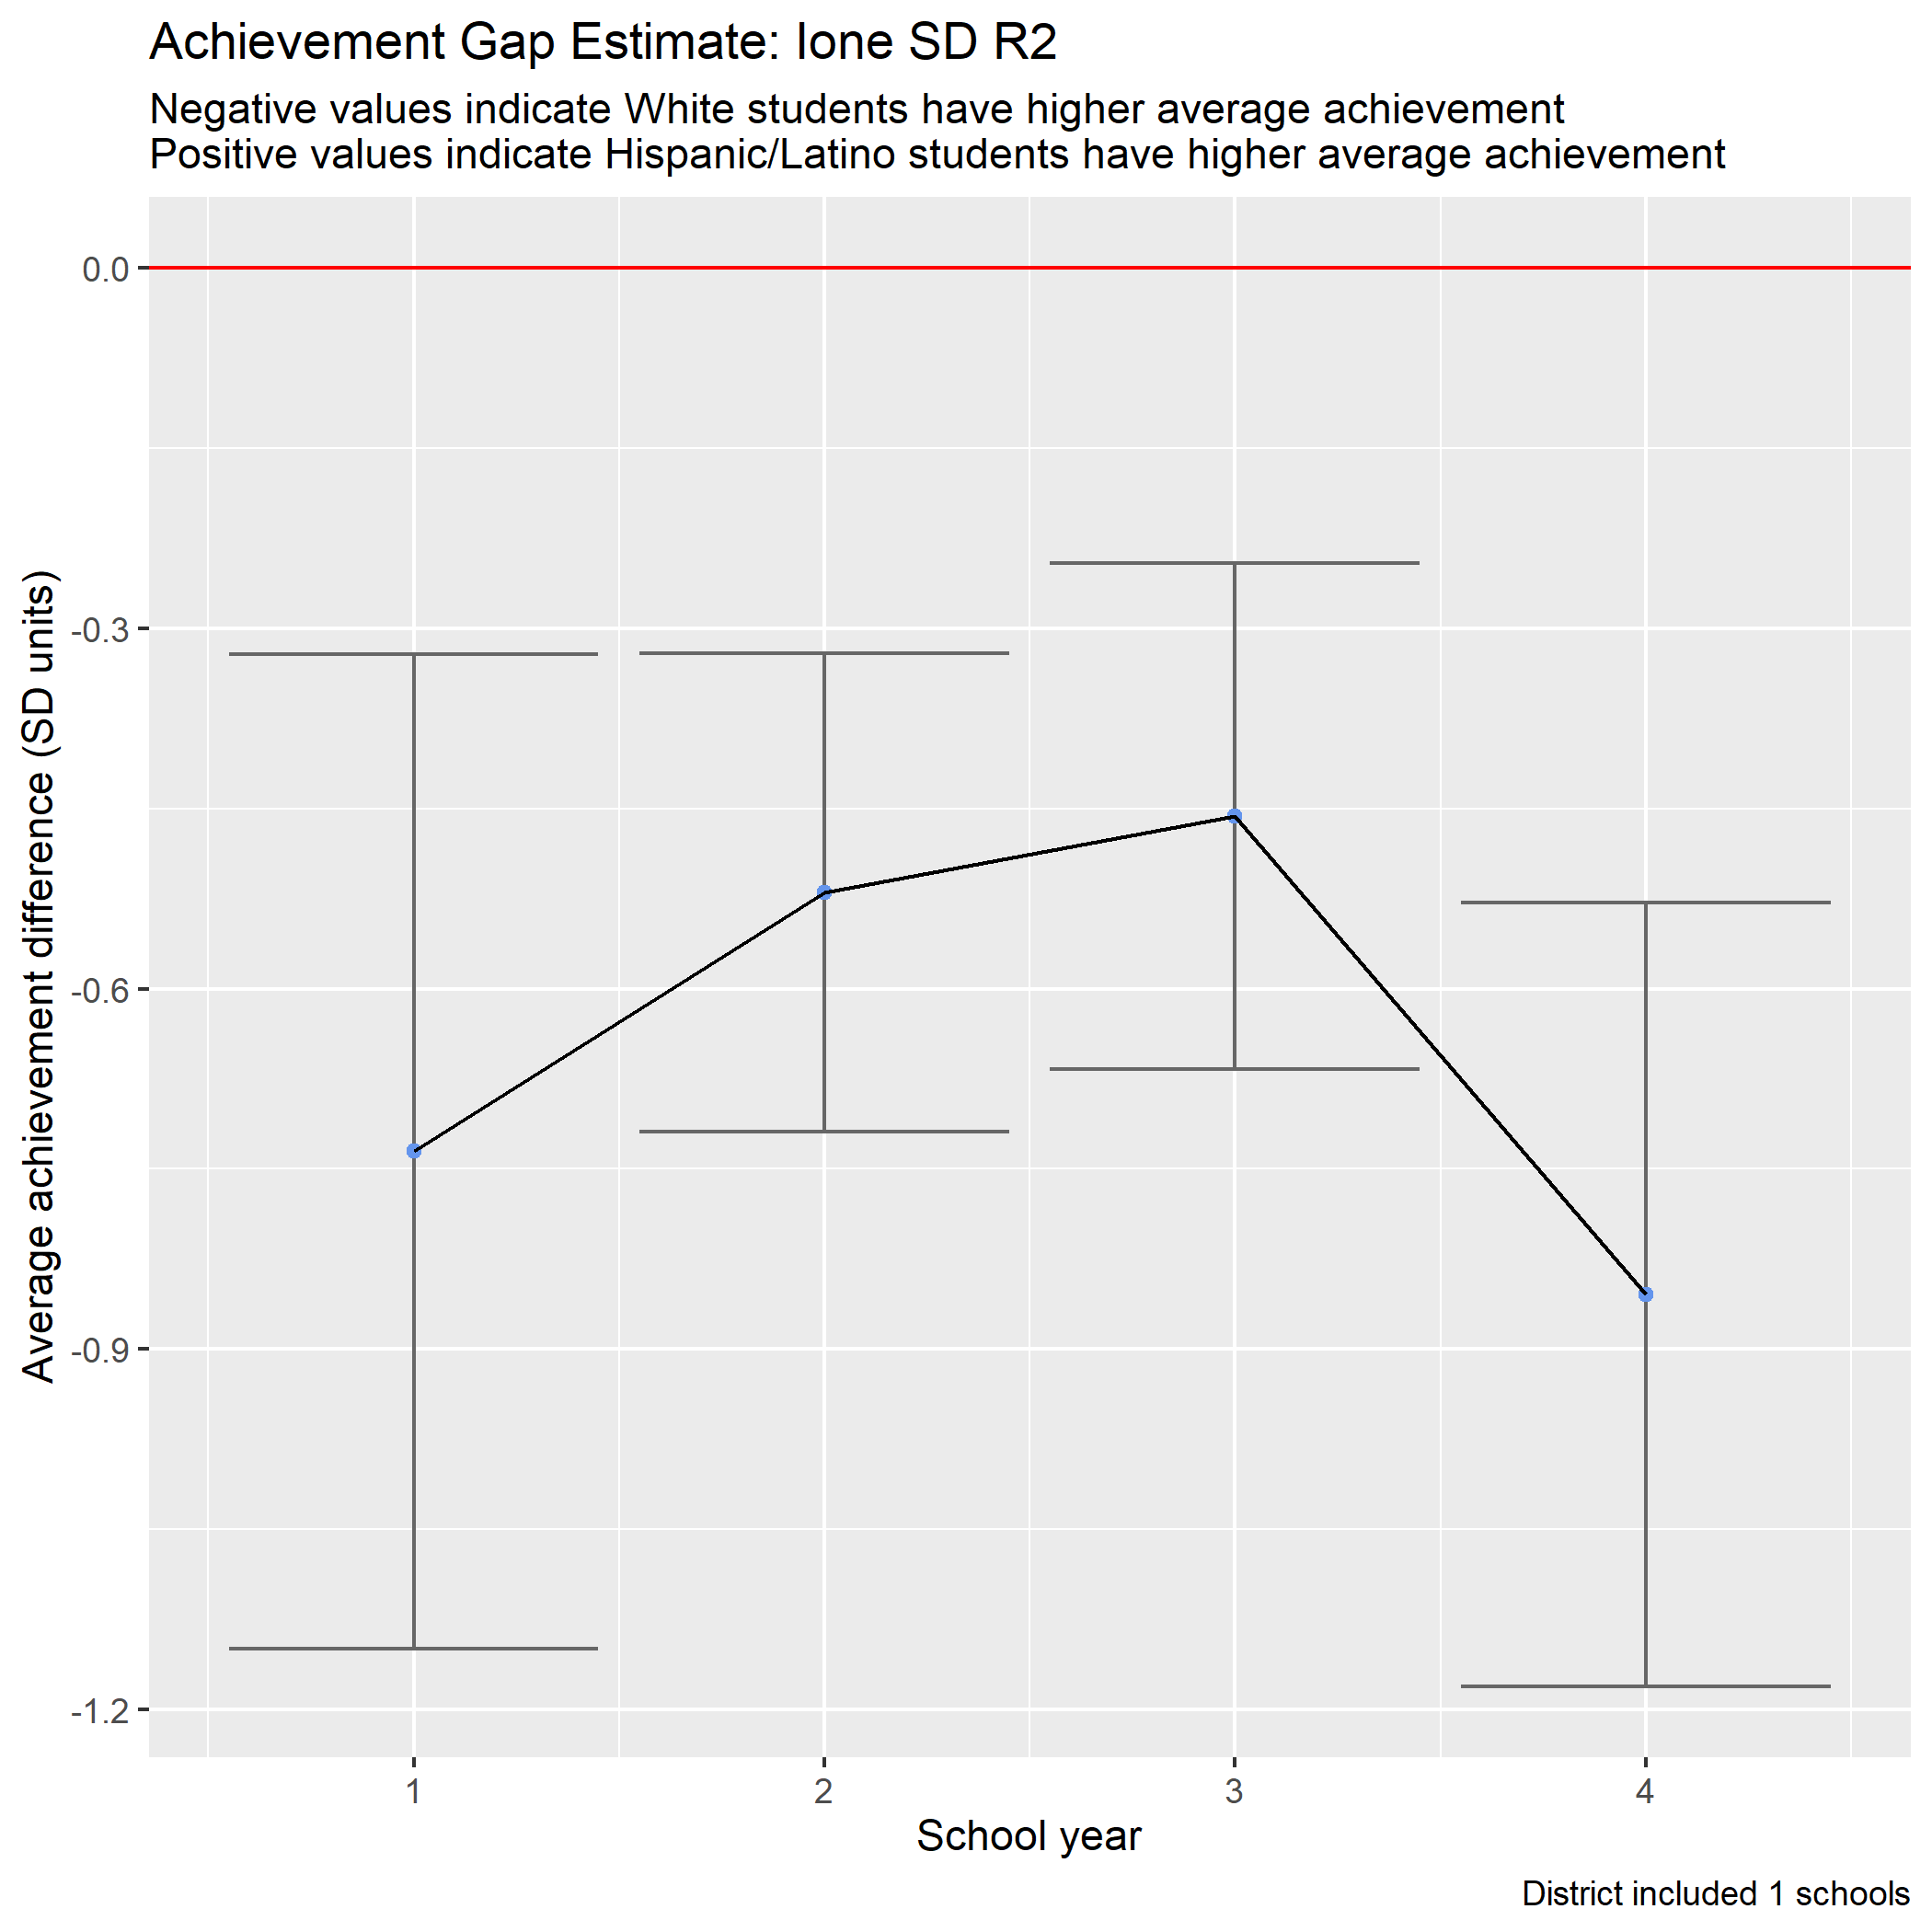 Achievement Gap Estimate: Ione SD R2
Negative values indicate White students have higher average achievement
Positive values indicate Hispanic/Latino students have higher average achievement
Average achievement difference (SD units)
0.0
-0.3
-0.6
-0.9
-1.2
1
2
3
4
School year
District included 1 schools